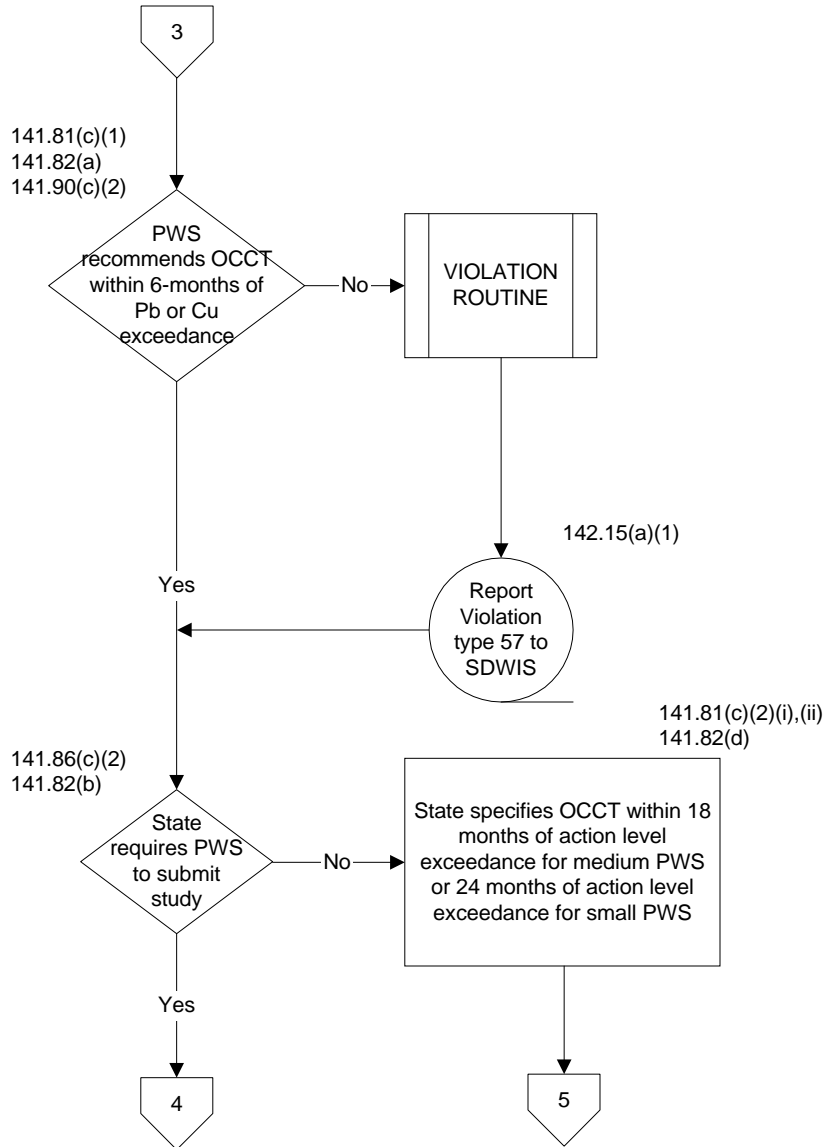 3
141.81(c)(1)
141.82(a)
141.90(c)(2)
PWS
recommends OCCT
within 6-months of
Pb or Cu
exceedance
No
VIOLATION
ROUTINE
142.15(a)(1)
Yes
Report
Violation
type 57 to
SDWIS
141.81(c)(2)(i),(ii)
141.82(d)
141.86(c)(2)
141.82(b)
State
requires PWS
to submit
study
No
State specifies OCCT within 18
months of action level
exceedance for medium PWS
or 24 months of action level
exceedance for small PWS
Yes
4
5